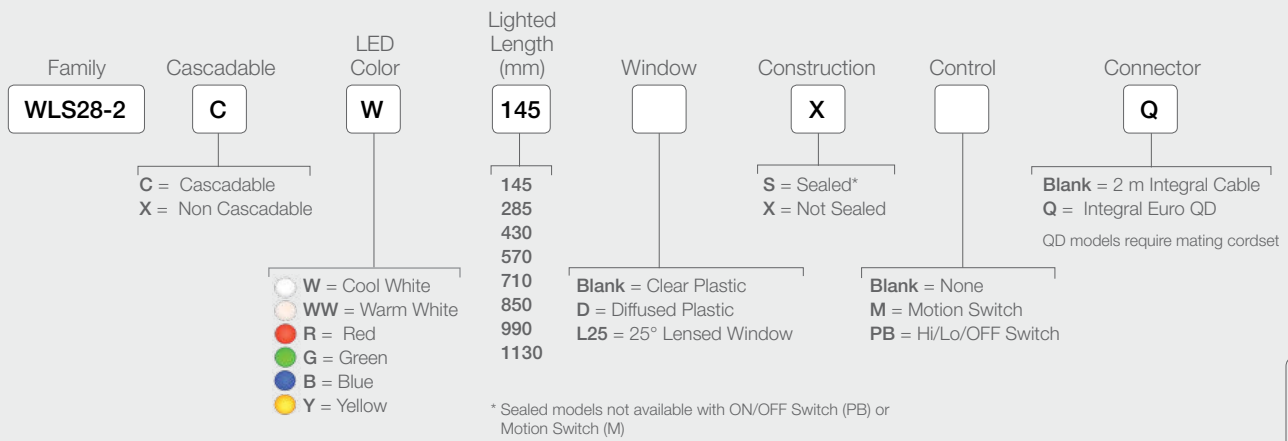 Family
Cascadable
LED
Color
Lighted
Length
(mm)
Window
Construction
Control
Connector
WLS28-2
C
W
145
X
Q
C = Cascadable
X = Non Cascadable
W = Cool White
WW = Warm White
R = Red
G = Green
B = Blue
Y = Yellow
145
285
430
570
710
850
990
1130
Blank = Clear Plastic
D = Diffused Plastic
L25 = 25° Lensed Window
S = Sealed*
X = Not Sealed
Blank = None
M = Motion Switch
PB = Hi/Lo/OFF Switch
Blank = 2 m Integral Cable
Q = Integral Euro QD
QD models require mating cordset
* Sealed models not available with ON/OFF Switch (PB) or
Motion Switch (M)